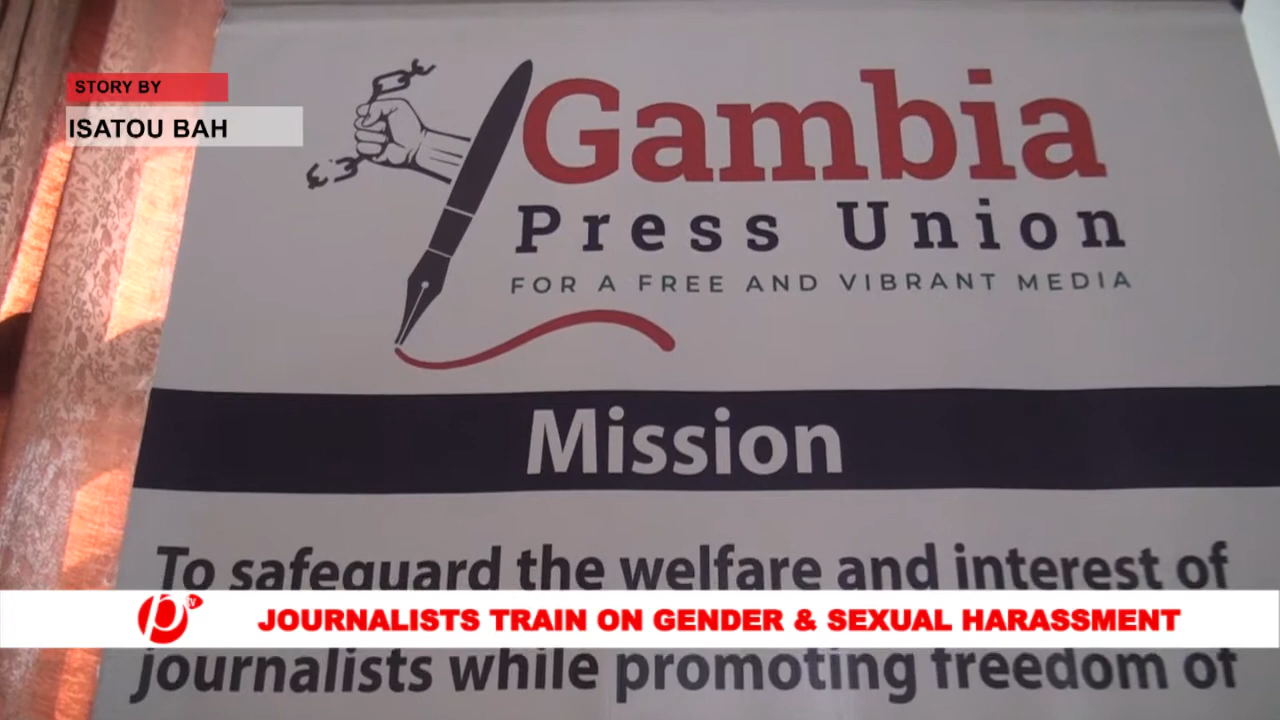 STORY BY
ISATOU BAH
Gambia
Press Union
FOR A FREE AND VIBRANT MEDIA
Mission
To safeguard the welfare and interest of
TV
JOURNALISTS TRAIN ON GENDER & SEXUAL HARASSMENT
journalists while promoting freedom of